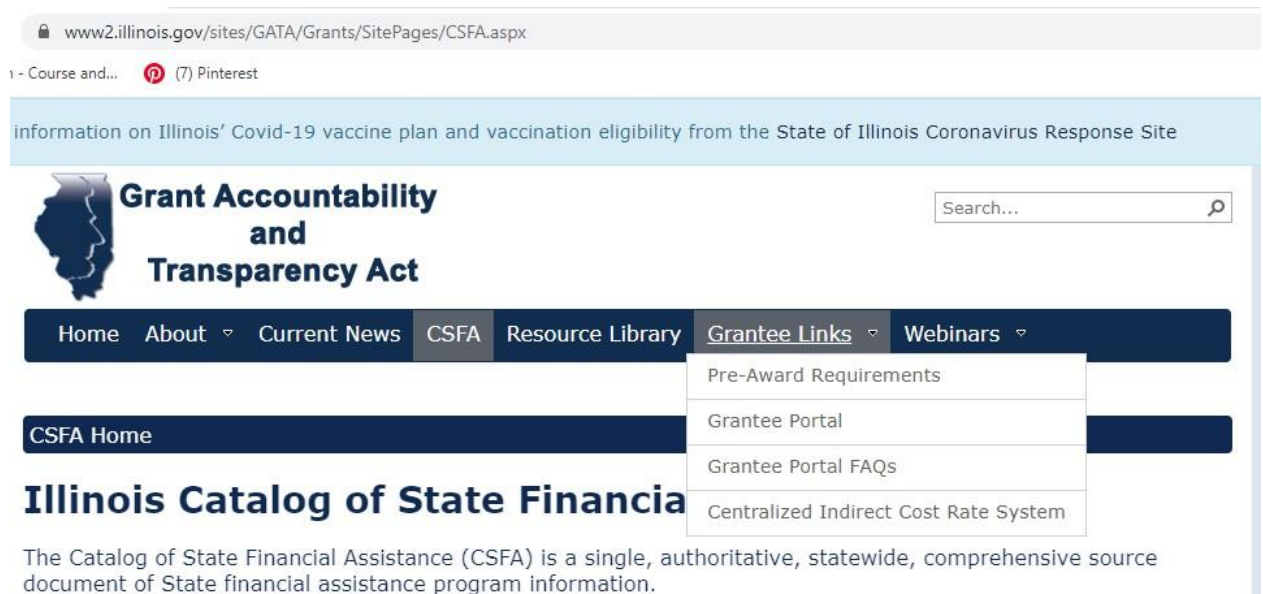 www2.illinois.gov/sites/GATA/Grants/SitePages/CSFA.aspx
- Course and... (7) Pinterest
information on Illinois' Covid-19 vaccine plan and vaccination eligibility from the State of Illinois Coronavirus Response Site
Grant Accountability
and
Transparency Act
Search...
Home About Current News CSFA Resource Library Grantee Links Webinars
Pre-Award Requirements
Grantee Portal
Grantee Portal FAQs
Centralized Indirect Cost Rate System
CSFA Home
Illinois Catalog of State Financia
The Catalog of State Financial Assistance (CSFA) is a single, authoritative, statewide, comprehensive source
document of State financial assistance program information.